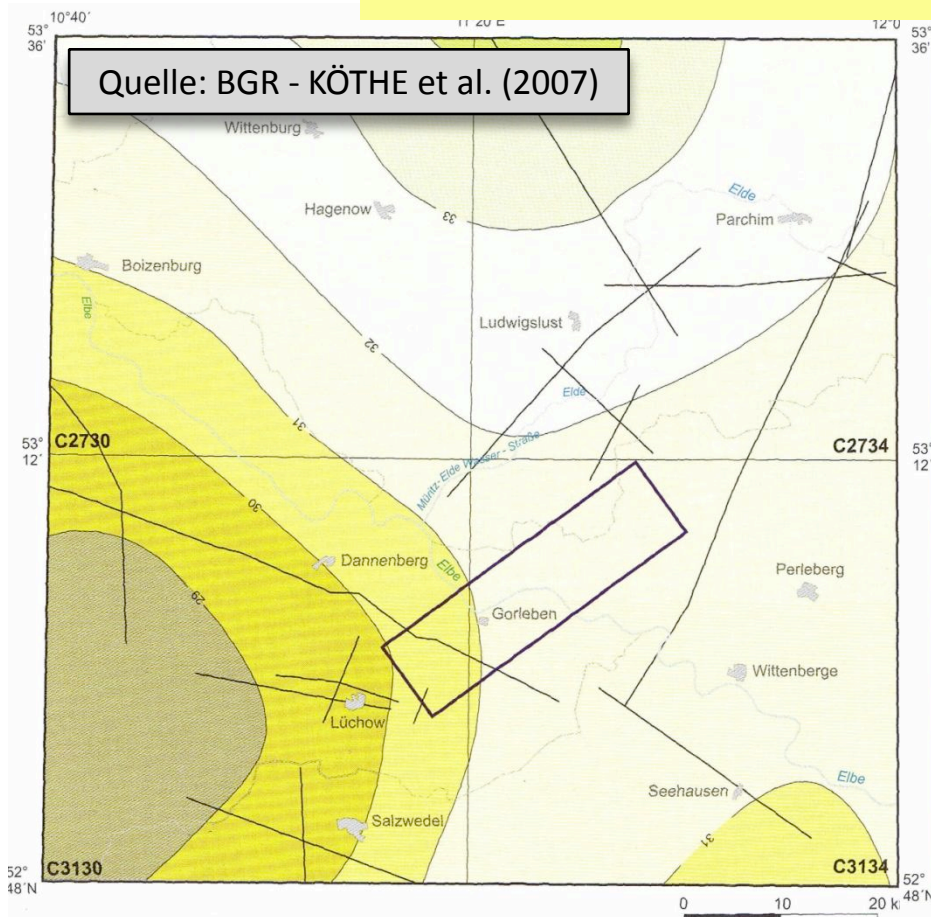 10°40´
11°20´E
12°0
53°
36´
53°
36´
Quelle: BGR - KÖTHE et al. (2007)
Wittenburg
33
Elde
Hagenow
Parchim
Boizenburg
Elbe
Ludwigslust
32
Elde
31
53°
12´
C2730
C2734
53°
12´
Müritz- Elde Wasser - Straße
30
Dannenberg
Elbe
29
Gorleben
Perleberg
Wittenberge
Lüchow
Elbe
Seehausen
Salzwedel
31
52°
48´N
C3130
C3134
52°
48´N
0 10 20